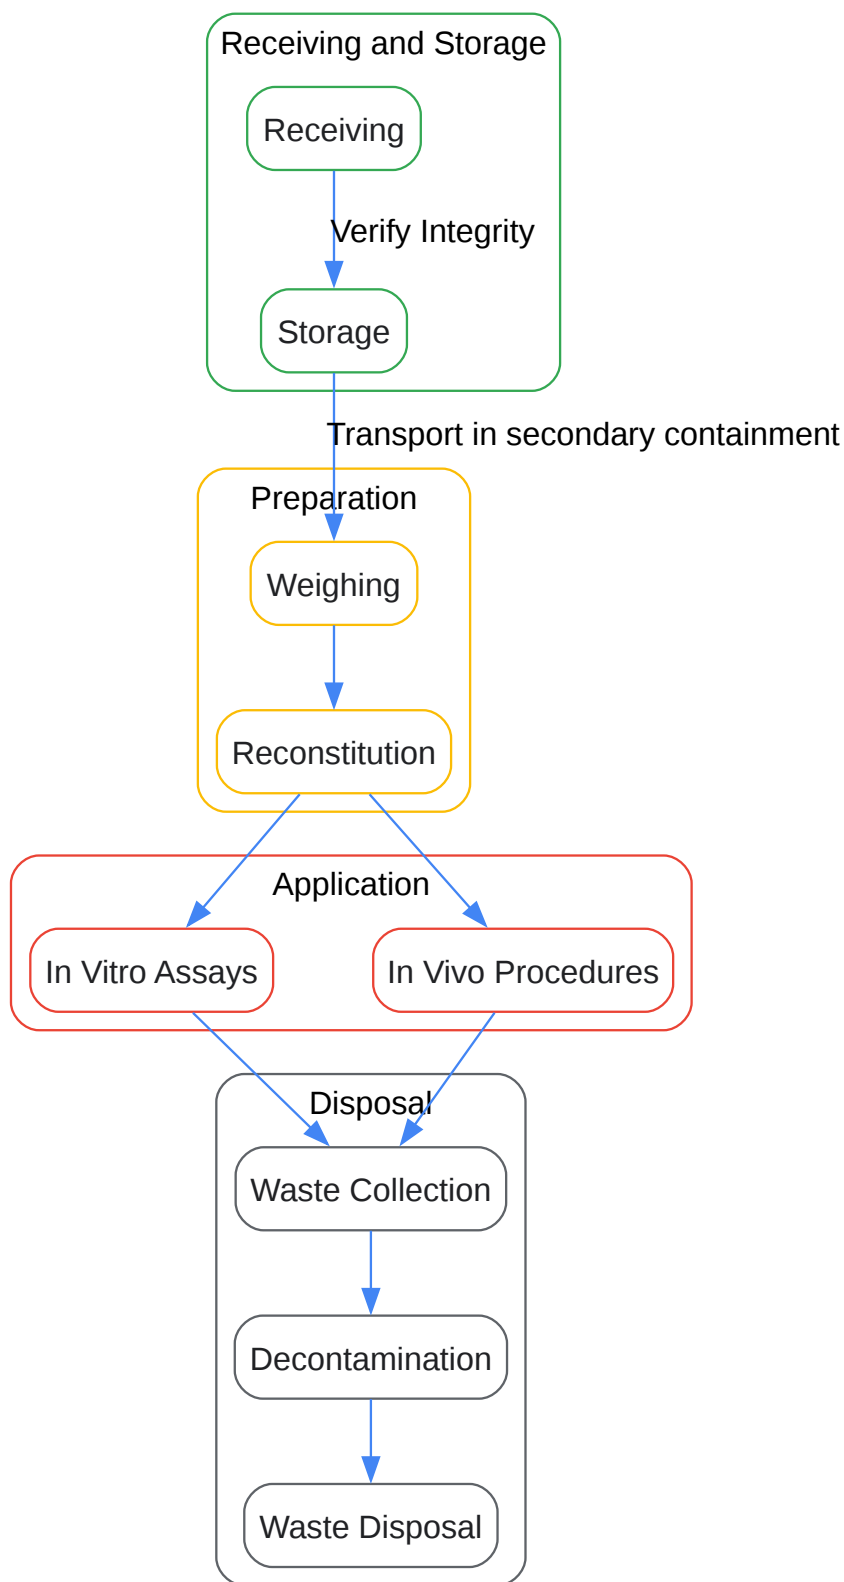 Receiving and Storage
Receiving
Verify Integrity
Storage
Transport in secondary containment
Preparation
Weighing
Reconstitution
Application
In Vitro Assays
In Vivo Procedures
Disposal
Waste Collection
Decontamination
Waste Disposal